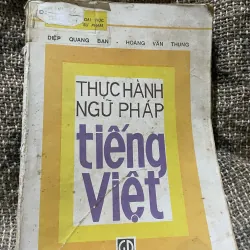 DIỆP QUANG BAN - HOÀNG VĂN THUNG
THỰC HÀNH
NGỮ PHÁP
tiếng
Việt